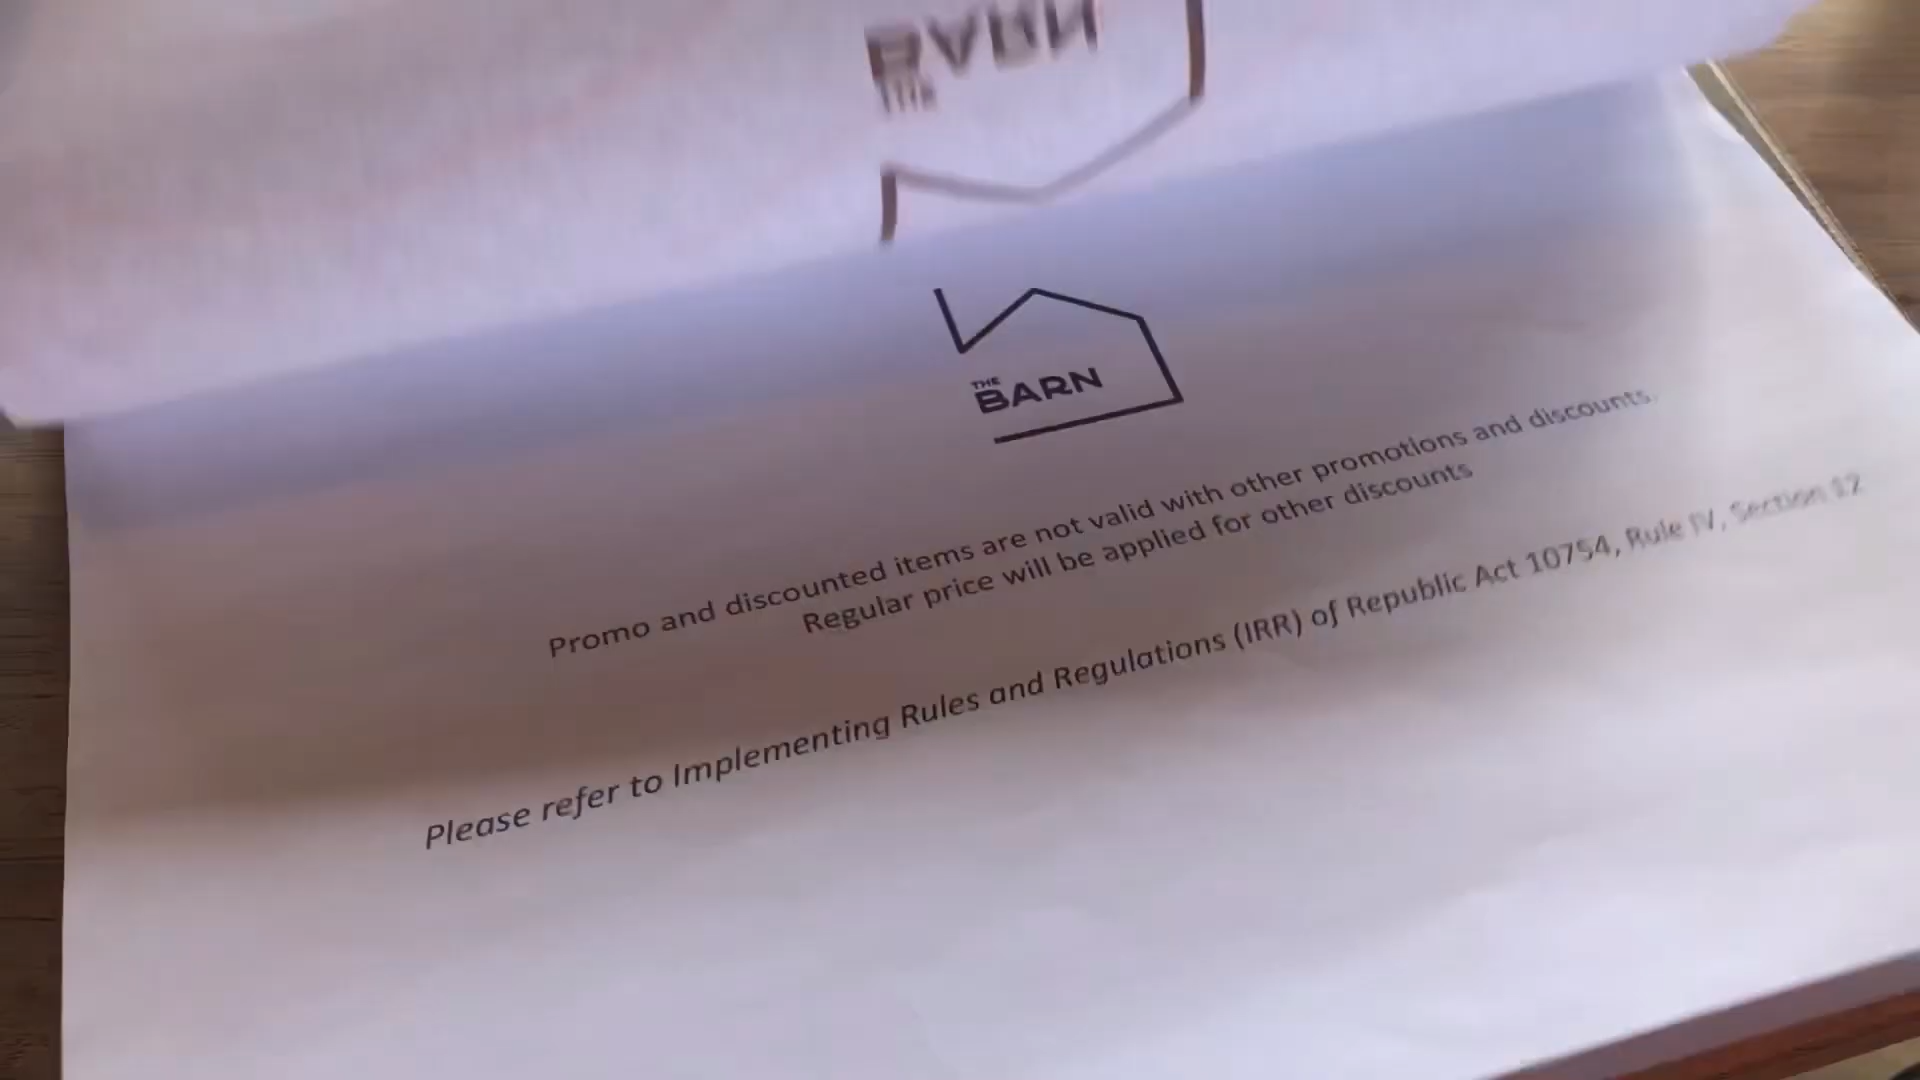 BARN
THE
THE
BARN
Promo and discounted items are not valid with other promotions and discounts.
Regular price will be applied for other discounts
Please refer to Implementing Rules and Regulations (IRR) of Republic Act 10754, Rule IV, Section 12